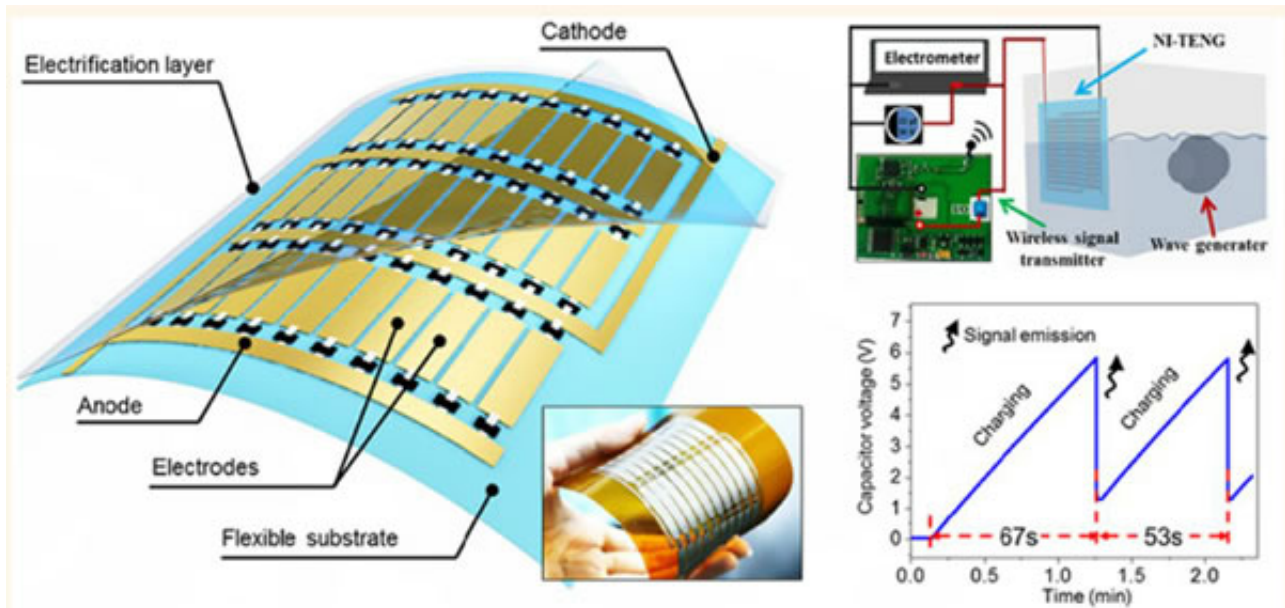 Cathode
Electrification layer
Anode
Electrodes
Flexible substrate
NI-TENG
Electrometer
Wireless signal
transmitter
Wave generater
Capacitor voltage (V)
7
6
5
4
3
2
1
0
Signal emission
Charging
Charging
67s
53s
0.0
0.5
1.0
1.5
2.0
Time (min)